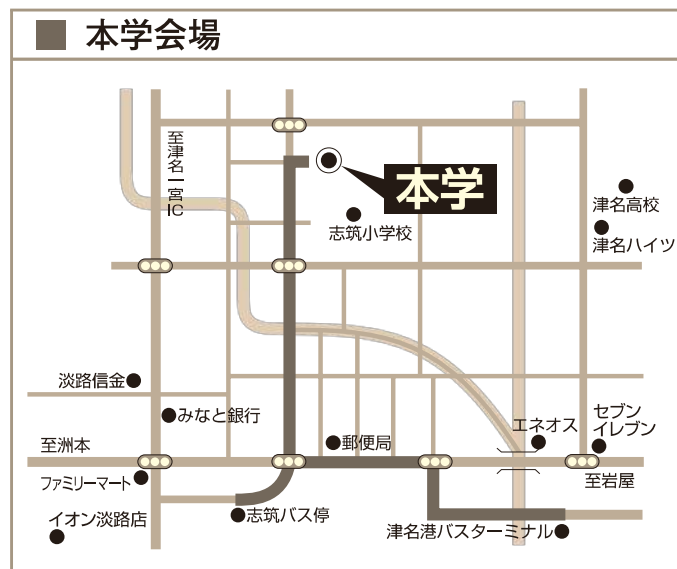 本学会場
至津名一宮IC
本学
津名高校
志筑小学校
津名ハイツ
淡路信金
みなと銀行
セブン
イレブン
エネオス
郵便局
至洲本
至岩屋
ファミリーマート
志筑バス停
イオン淡路店
津名港バスターミナル